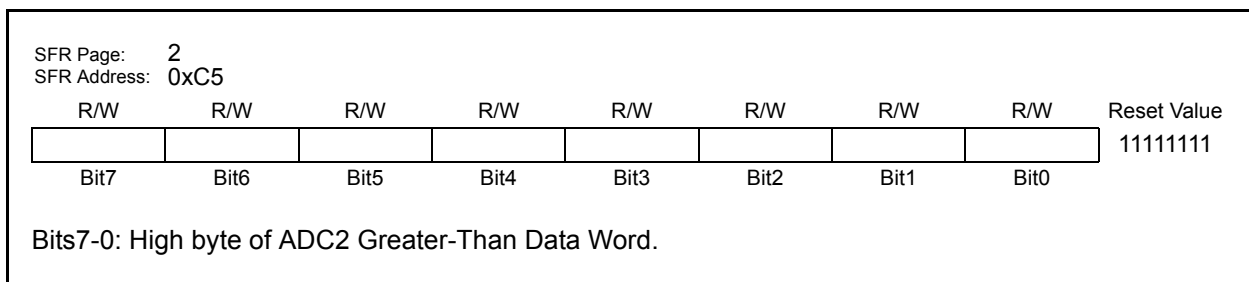 SFR Page: 2
SFR Address: 0xC5
R/W R/W R/W R/W R/W R/W R/W R/W Reset Value
11111111
Bit7 Bit6 Bit5 Bit4 Bit3 Bit2 Bit1 Bit0
Bits7-0: High byte of ADC2 Greater-Than Data Word.